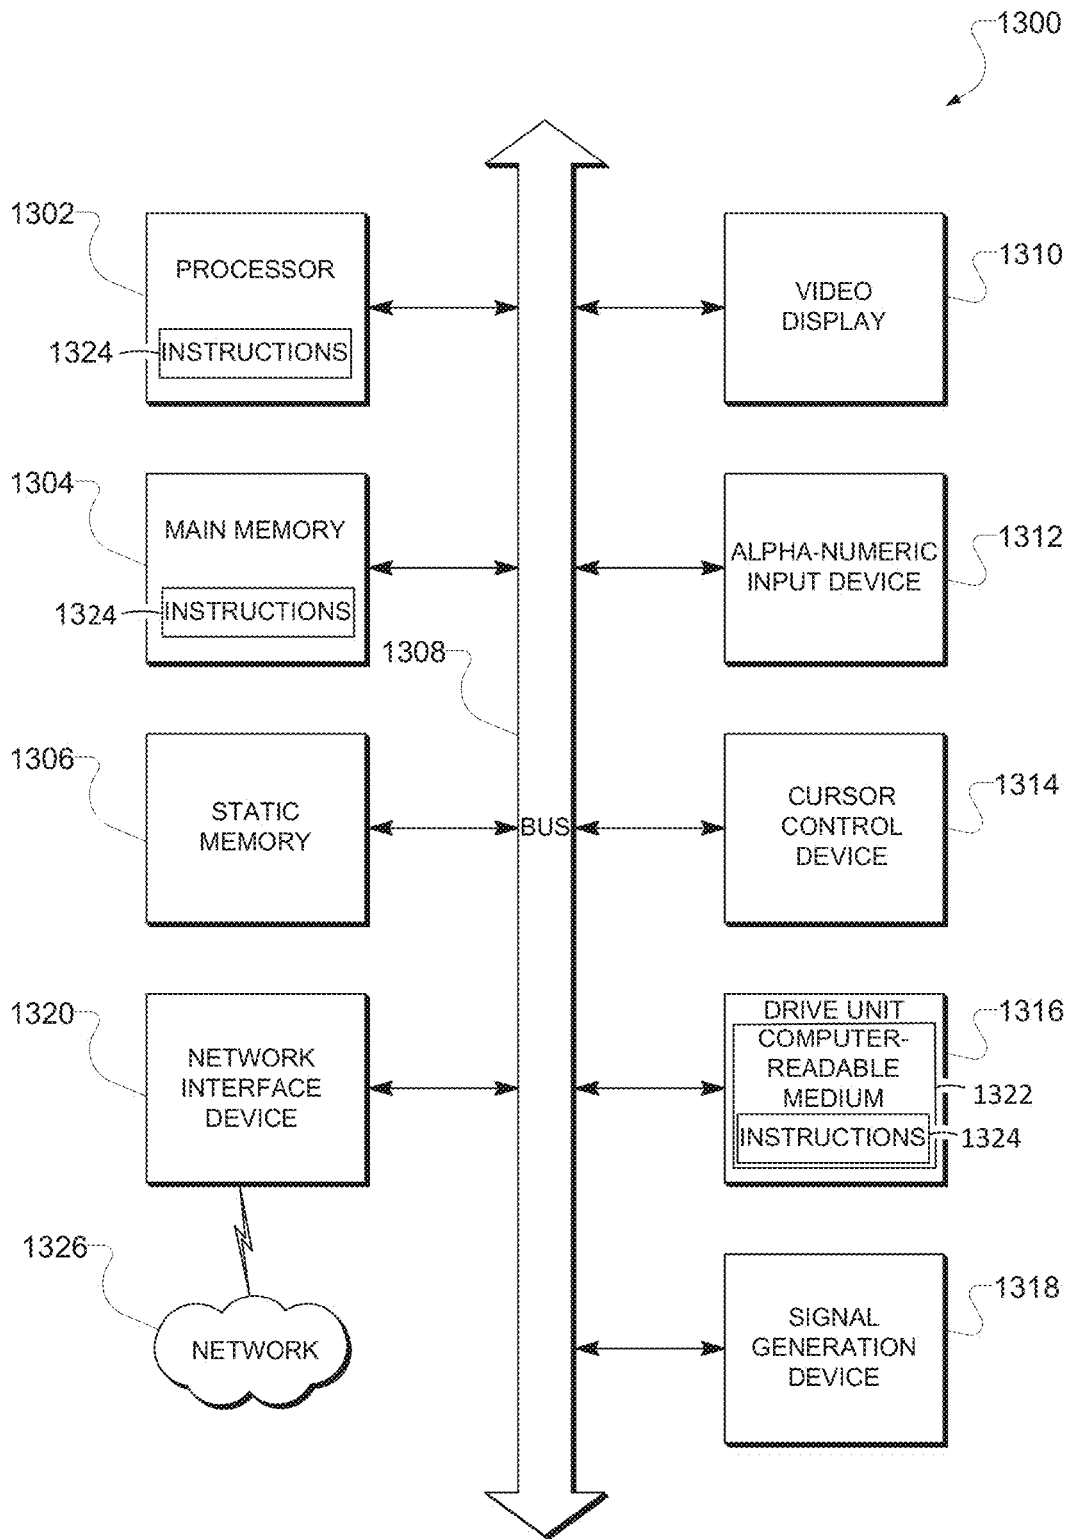 1300
1302
PROCESSOR
1324
INSTRUCTIONS
1310
VIDEO
DISPLAY
1304
MAIN MEMORY
1324
INSTRUCTIONS
1312
ALPHA-NUMERIC
INPUT DEVICE
1308
BUS
1306
STATIC
MEMORY
1314
CURSOR
CONTROL
DEVICE
1320
NETWORK
INTERFACE
DEVICE
1316
DRIVE UNIT
COMPUTER-
READABLE
MEDIUM
1322
INSTRUCTIONS
1324
1326
NETWORK
1318
SIGNAL
GENERATION
DEVICE